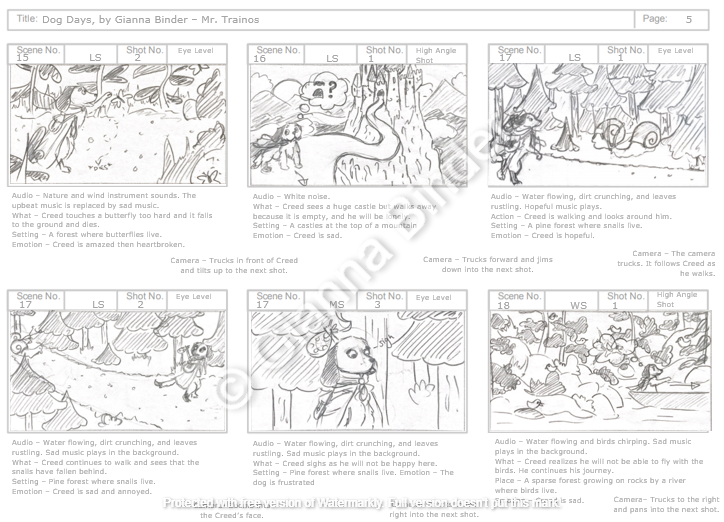 Title: Dog Days, by Gianna Binder – Mr. Trainos
Page: 5
Scene No. Shot No. Eye Level
15 LS 2
Audio – Nature and wind instrument sounds. The
upbeat music is replaced by sad music.
What – Creed touches a butterfly too hard and it falls
to the ground and dies.
Setting – A forest where butterflies live.
Emotion – Creed is amazed then heartbroken.
Camera – Trucks in front of Creed
and tilts up to the next shot.
Scene No. Shot No. High Angle
16 LS 1 Shot
?
Audio – White noise.
What – Creed sees a huge castle but walks away
because it is empty, and he will be lonely.
Setting – A castles at the top of a mountain
Emotion – Creed is sad.
Camera – Trucks forward and jims
down into the next shot.
Scene No. Shot No. Eye Level
17 LS 1
Audio – Water flowing, dirt crunching, and leaves
rustling. Hopeful music plays.
Action – Creed is walking and looks around him.
Setting – A pine forest where snails live.
Emotion – Creed is hopeful.
Camera – The camera
trucks. It follows Creed as
he walks.
Scene No. Shot No. Eye Level
17 LS 2
Audio – Water flowing, dirt crunching, and leaves
rustling. Sad music plays in the background.
What – Creed continues to walk and sees that the
snails have fallen behind.
Setting – Pine forest where snails live.
Emotion – Creed is sad and annoyed.
the Creed's face.
Scene No. Shot No. Eye Level
17 MS 3
Audio – Water flowing, dirt crunching, and leaves
rustling. Sad music plays in the background.
What – Creed sighs as he will not be happy here.
Setting – Pine forest where snails live. Emotion – The
dog is frustrated
right into the next shot.
Scene No. Shot No. High Angle
18 WS 1 Shot
Audio – Water flowing and birds chirping. Sad music
plays in the background.
What – Creed realizes he will not be able to fly with the
birds. He continues his journey.
Place – A sparse forest growing on rocks by a river
where birds live.
Creed is sad.
Camera– Trucks to the right
and pans into the next shot.
© Gianna Binder
Protected with free version of Watermarkly. Full version doesn't put this mark.